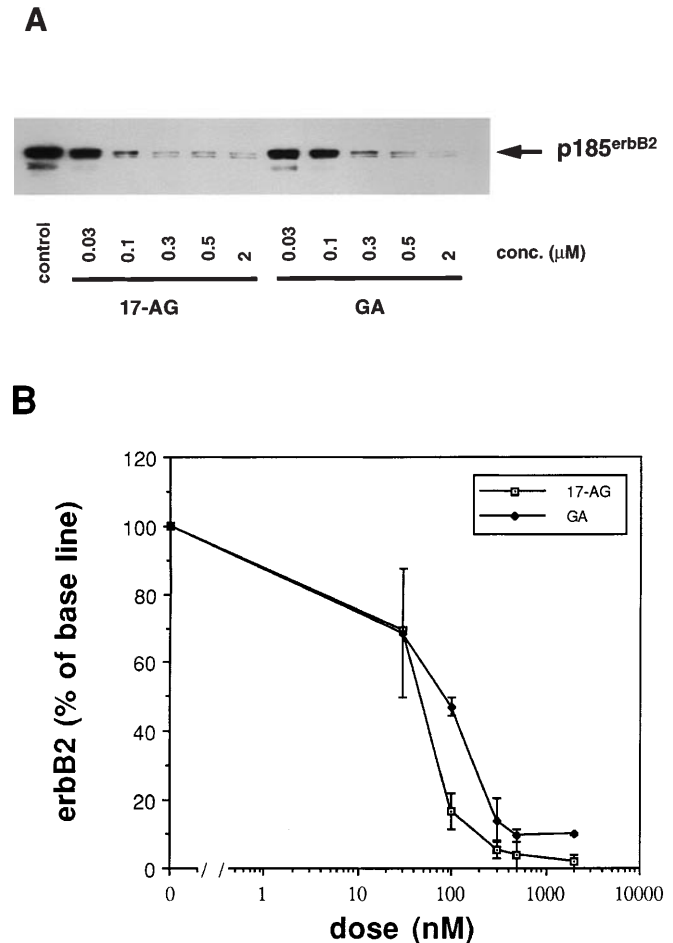 A
p185erbB2
control
0.03
0.1
0.3
0.5
2
0.03
0.1
0.3
0.5
2
conc. (μM)
17-AG
GA
B
erbB2 (% of base line)
120
100
80
60
40
20
0
17-AG
GA
0
1
10
100
1000
10000
dose (nM)